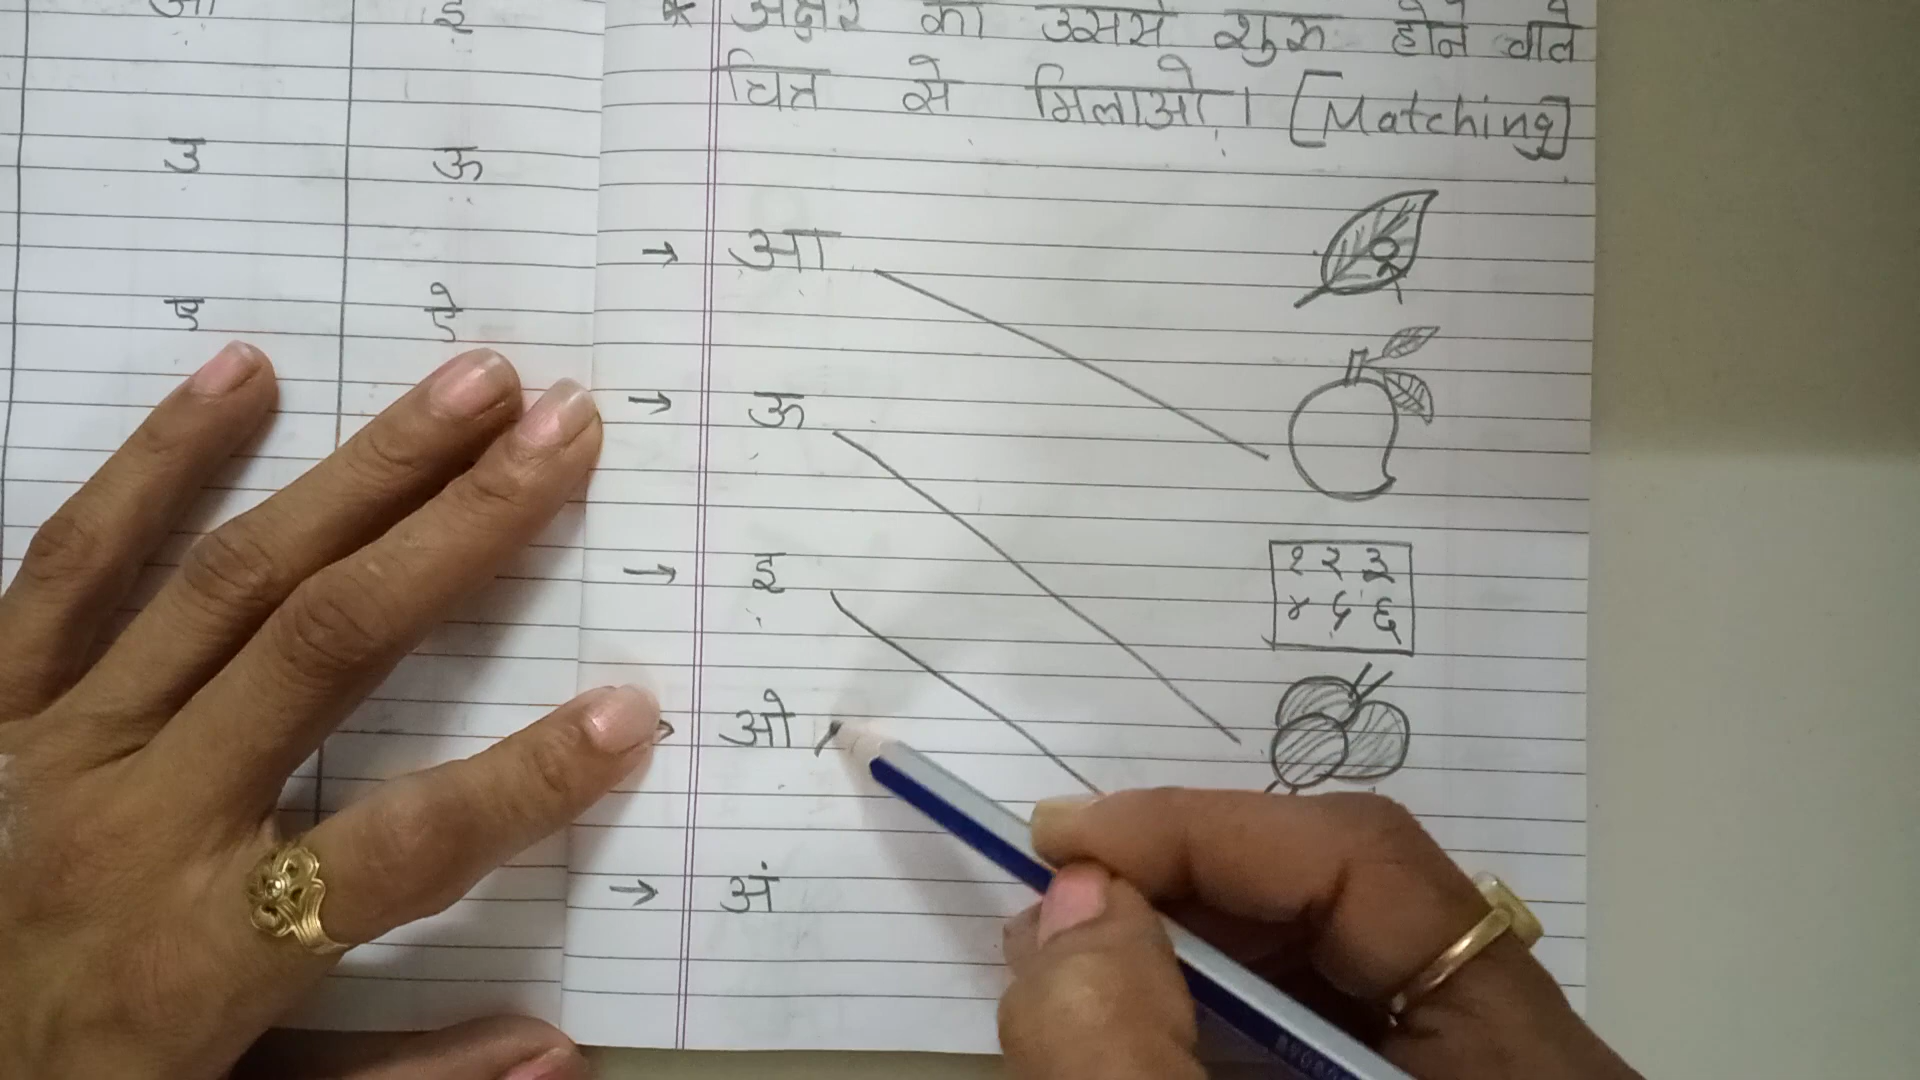 आ इ
उ ऊ
ए ऐ
* अक्षर का उससे शुरू होने वाले
चित्र से मिलाओ। [Matching]
→ आ
→ ऊ
→ इ
→ ओ
→ अं
१ २ ३
४ ५ ६